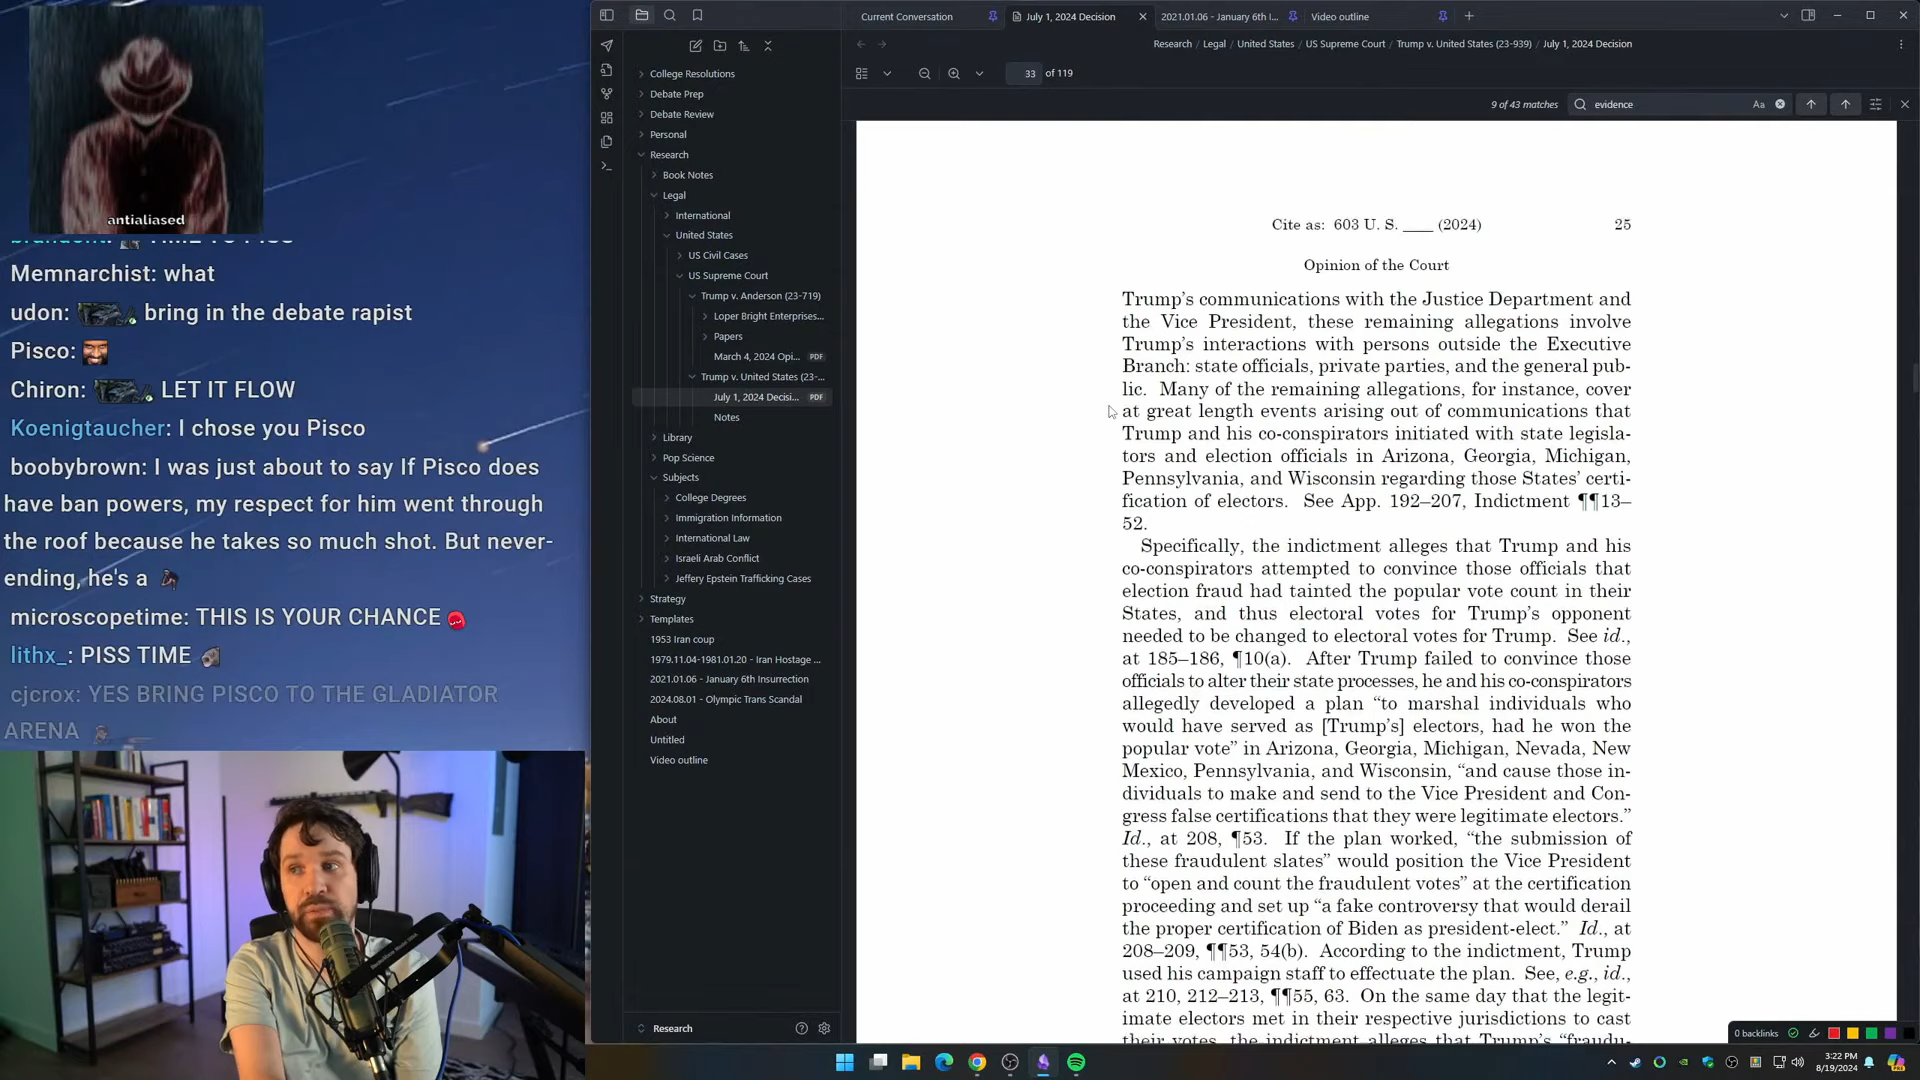 antialiased
TIME TO PISS
Memnarchist: what
udon: bring in the debate rapist
Pisco:
Chiron: LET IT FLOW
Koenigtaucher: I chose you Pisco
boobybrown: I was just about to say If Pisco does
have ban powers, my respect for him went through
the roof because he takes so much shot. But never-
ending, he's a
microscopetime: THIS IS YOUR CHANCE
lithx_: PISS TIME
cjcrox: YES BRING PISCO TO THE GLADIATOR
ARENA
College Resolutions
Debate Prep
Debate Review
Personal
Research
Book Notes
Legal
International
United States
US Civil Cases
US Supreme Court
Trump v. Anderson (23-719)
Loper Bright Enterprises...
Papers
March 4, 2024 Opi... PDF
Trump v. United States (23-...
July 1, 2024 Decisi... PDF
Notes
Library
Pop Science
Subjects
College Degrees
Immigration Information
International Law
Israeli Arab Conflict
Jeffery Epstein Trafficking Cases
Strategy
Templates
1953 Iran coup
1979.11.04-1981.01.20 - Iran Hostage ...
2021.01.06 - January 6th Insurrection
2024.08.01 - Olympic Trans Scandal
About
Untitled
Video outline
Research
Current Conversation
July 1, 2024 Decision
2021.01.06 - January 6th I...
Video outline
Research / Legal / United States / US Supreme Court / Trump v. United States (23-939) / July 1, 2024 Decision
33 of 119
9 of 43 matches
evidence
Aa
Cite as: 603 U. S. ____ (2024) 25
Opinion of the Court
Trump’s communications with the Justice Department and
the Vice President, these remaining allegations involve
Trump’s interactions with persons outside the Executive
Branch: state officials, private parties, and the general pub-
lic. Many of the remaining allegations, for instance, cover
at great length events arising out of communications that
Trump and his co-conspirators initiated with state legisla-
tors and election officials in Arizona, Georgia, Michigan,
Pennsylvania, and Wisconsin regarding those States’ certi-
fication of electors. See App. 192–207, Indictment ¶¶13–
52.
Specifically, the indictment alleges that Trump and his
co-conspirators attempted to convince those officials that
election fraud had tainted the popular vote count in their
States, and thus electoral votes for Trump’s opponent
needed to be changed to electoral votes for Trump. See id.,
at 185–186, ¶10(a). After Trump failed to convince those
officials to alter their state processes, he and his co-conspirators
allegedly developed a plan “to marshal individuals who
would have served as [Trump’s] electors, had he won the
popular vote” in Arizona, Georgia, Michigan, Nevada, New
Mexico, Pennsylvania, and Wisconsin, “and cause those in-
dividuals to make and send to the Vice President and Con-
gress false certifications that they were legitimate electors.”
Id., at 208, ¶53. If the plan worked, “the submission of
these fraudulent slates” would position the Vice President
to “open and count the fraudulent votes” at the certification
proceeding and set up “a fake controversy that would derail
the proper certification of Biden as president-elect.” Id., at
208–209, ¶¶53, 54(b). According to the indictment, Trump
used his campaign staff to effectuate the plan. See, e.g., id.,
at 210, 212–213, ¶¶55, 63. On the same day that the legit-
imate electors met in their respective jurisdictions to cast
their votes, the indictment alleges that Trump’s “fraudu-
0 backlinks
3:22 PM
8/19/2024